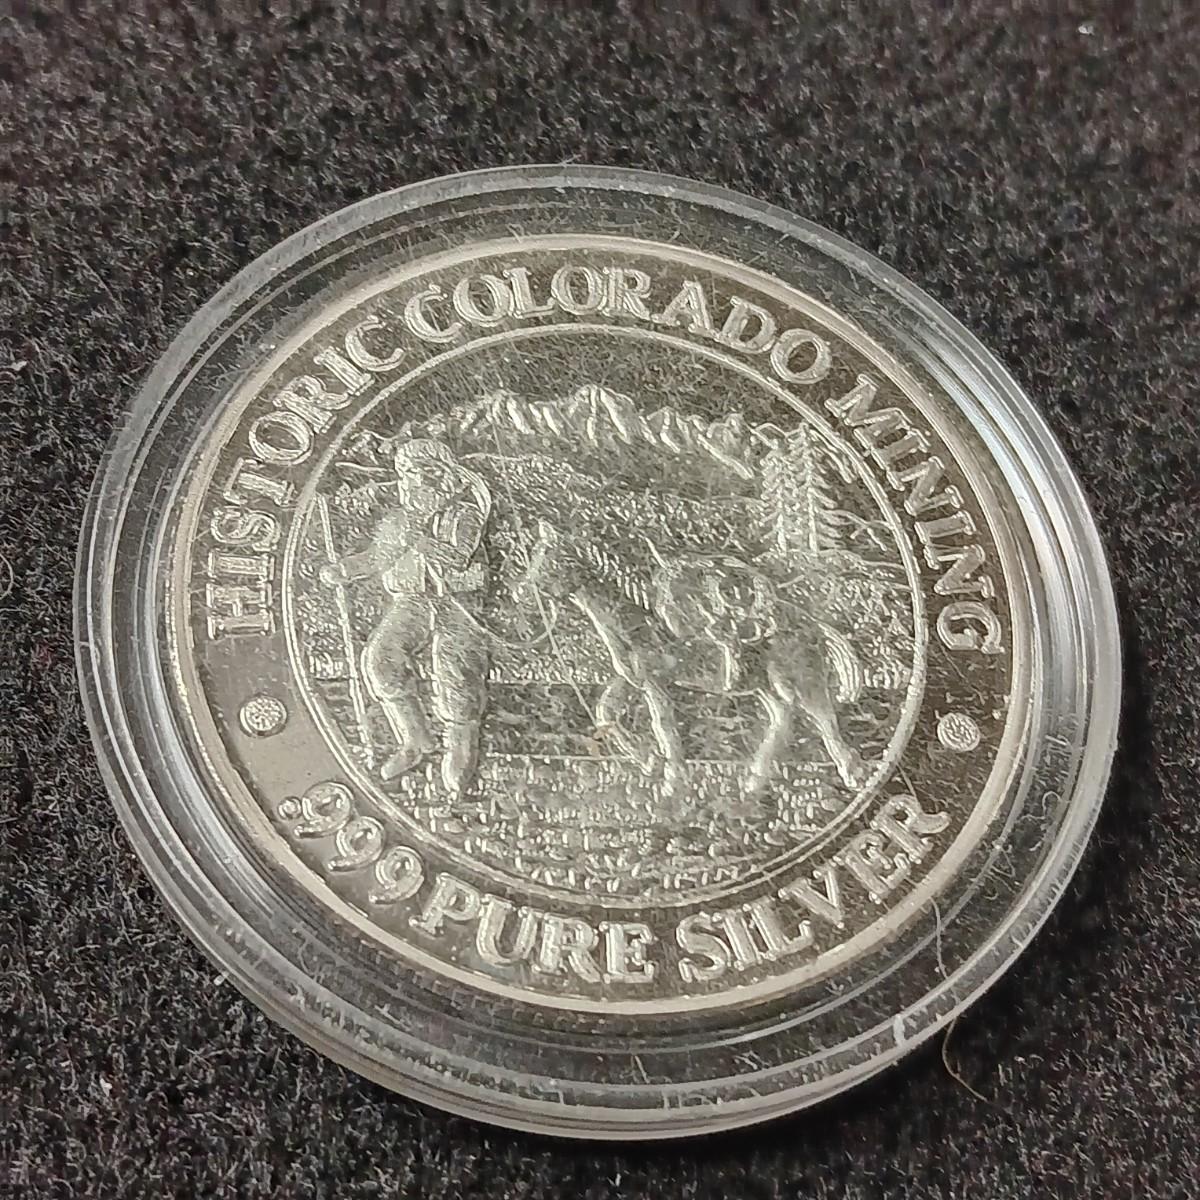 HISTORIC COLORADO MINING
.999 PURE SILVER